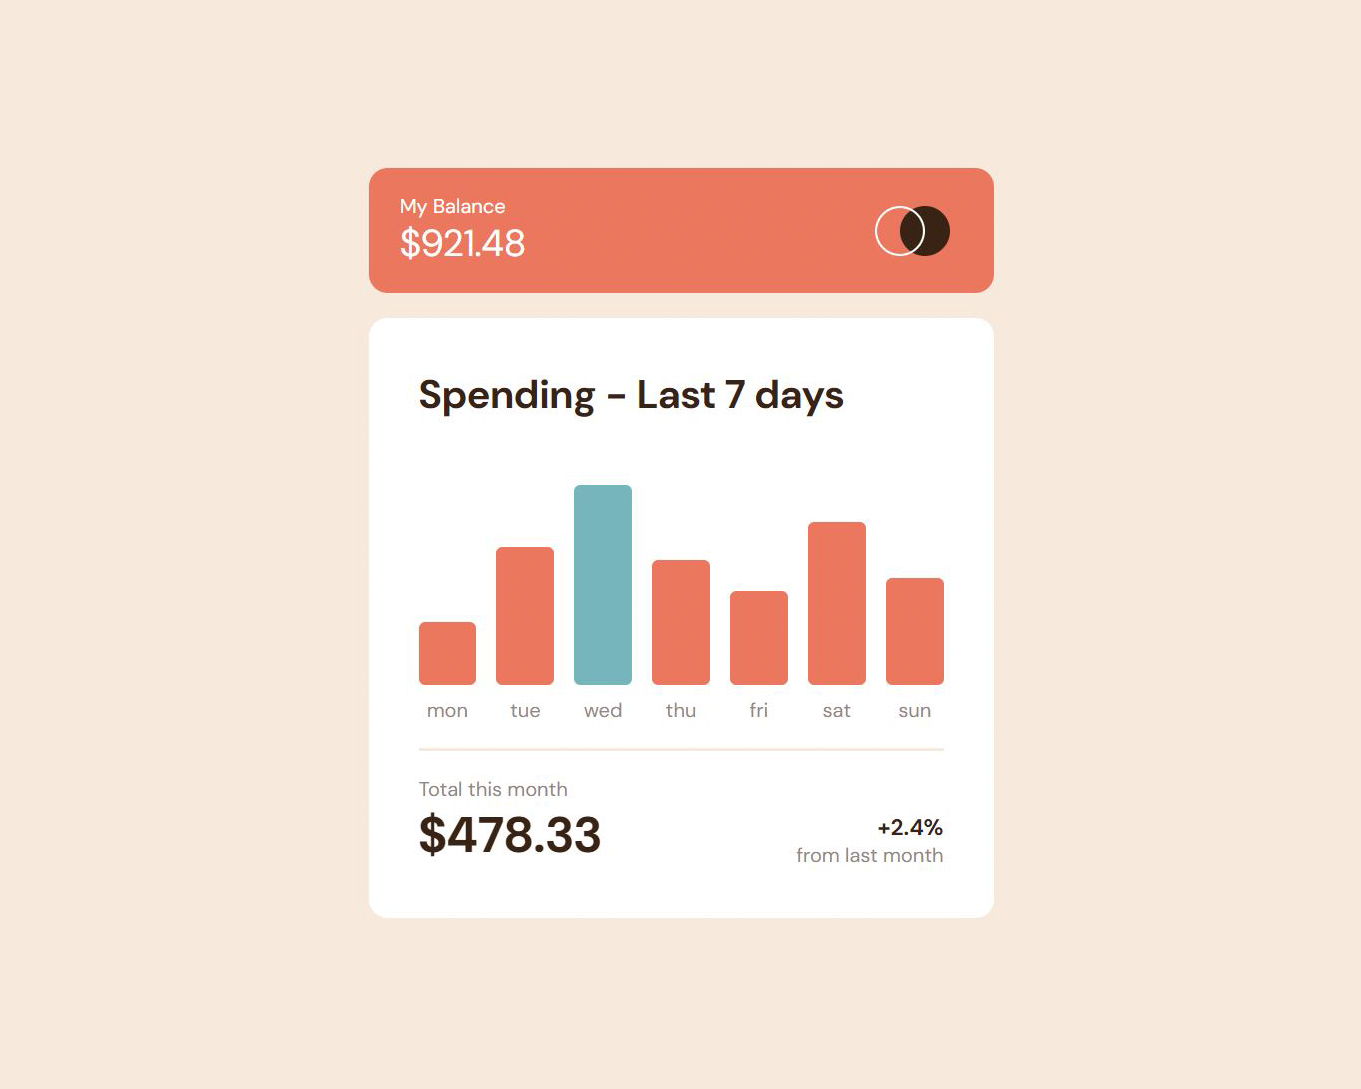 My Balance
$921.48
Spending - Last 7 days
mon tue wed thu fri sat sun
Total this month
$478.33
+2.4%
from last month